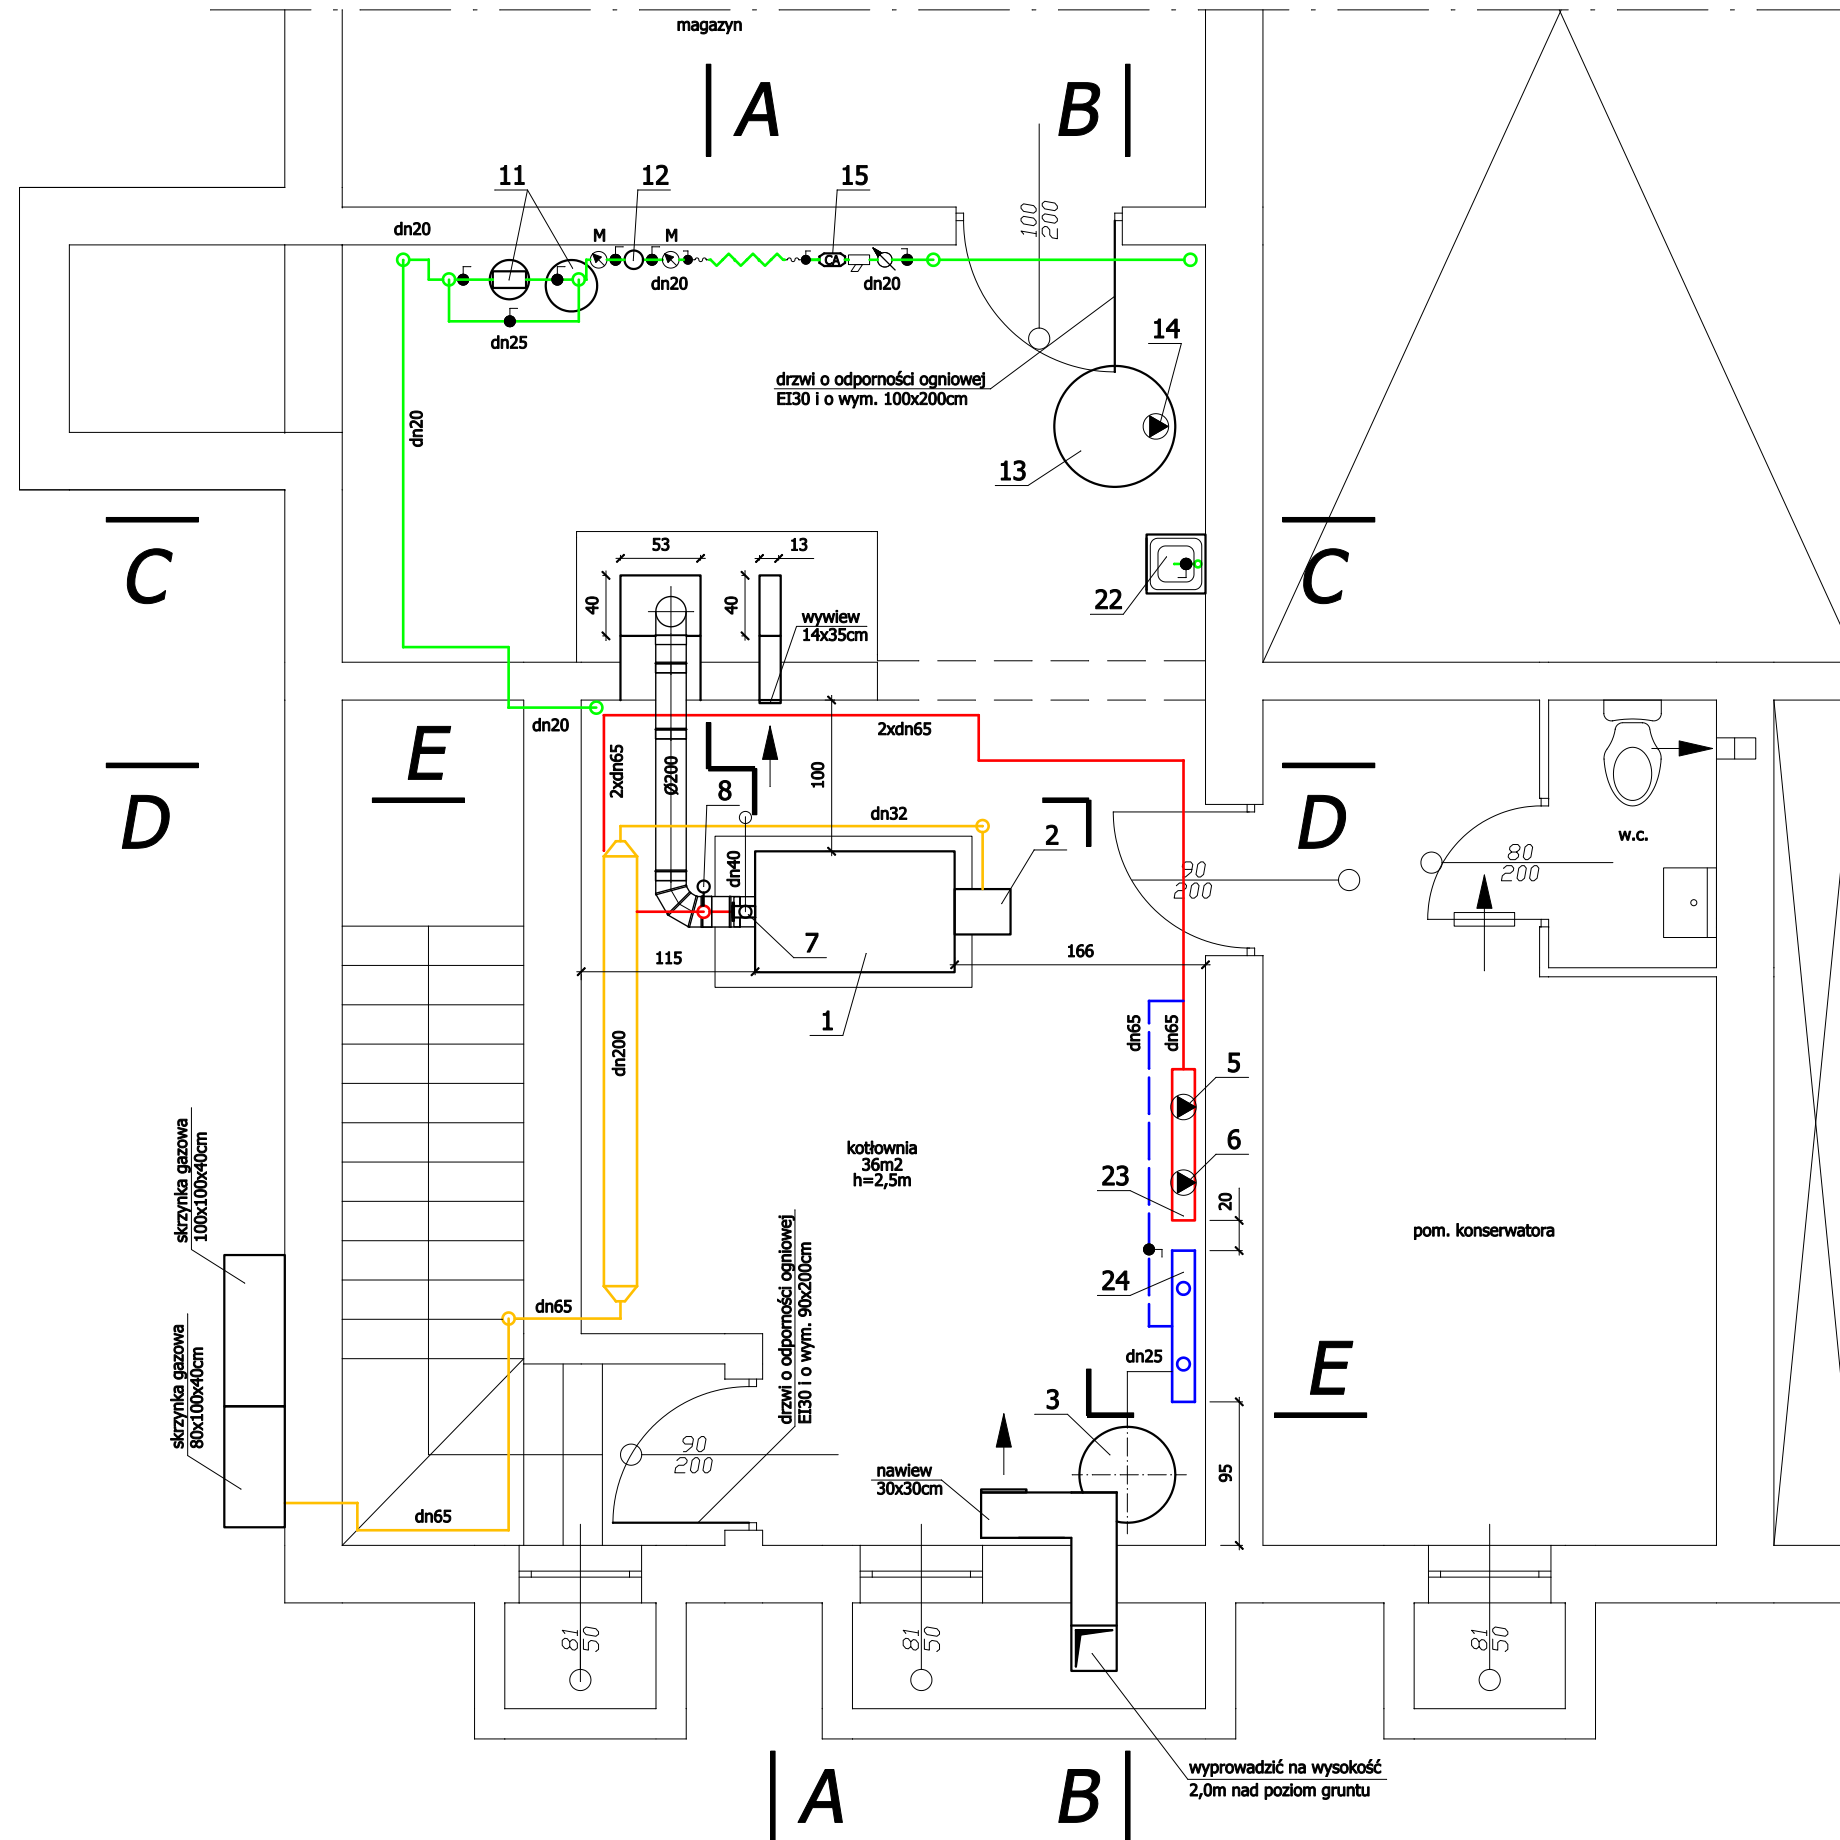 magazyn
A
B
11
12
15
dn20
M
M
CA
dn20
dn20
dn25
100
200
14
drzwi o odporności ogniowej
EI30 i o wym. 100x200cm
dn20
13
C
C
53
13
40
40
wywiew
14x35cm
22
dn20
E
2xdn65
2xdn65
Ø200
100
8
D
D
dn32
2
dn40
90
200
80
200
w.c.
7
115
166
1
dn200
dn65
dn65
5
6
23
20
kotłownia
36m2
h=2,5m
pom. konserwatora
skrzynka gazowa
100x100x40cm
24
drzwi o odporności ogniowej
EI30 i o wym. 90x200cm
dn65
skrzynka gazowa
80x100x40cm
dn25
E
3
90
200
nawiew
30x30cm
95
dn65
81
50
81
50
81
50
wyprowadzić na wysokość
2,0m nad poziom gruntu
A
B